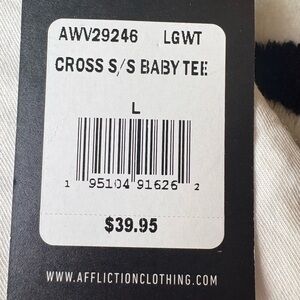 AWV29246 LGWT
CROSS S/S BABY TEE
L
1 95104 91626 2
$39.95
WWW.AFFLICTIONCLOTHING.COM